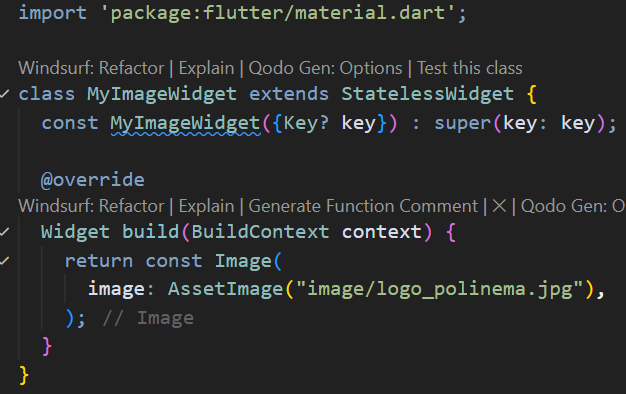 import 'package:flutter/material.dart';
Windsurf: Refactor | Explain | Qodo Gen: Options | Test this class
class MyImageWidget extends StatelessWidget {
const MyImageWidget({Key? key}) : super(key: key);
@override
Windsurf: Refactor | Explain | Generate Function Comment | × | Qodo Gen: O
Widget build(BuildContext context) {
return const Image(
image: AssetImage("image/logo_polinema.jpg"),
); // Image
}
}